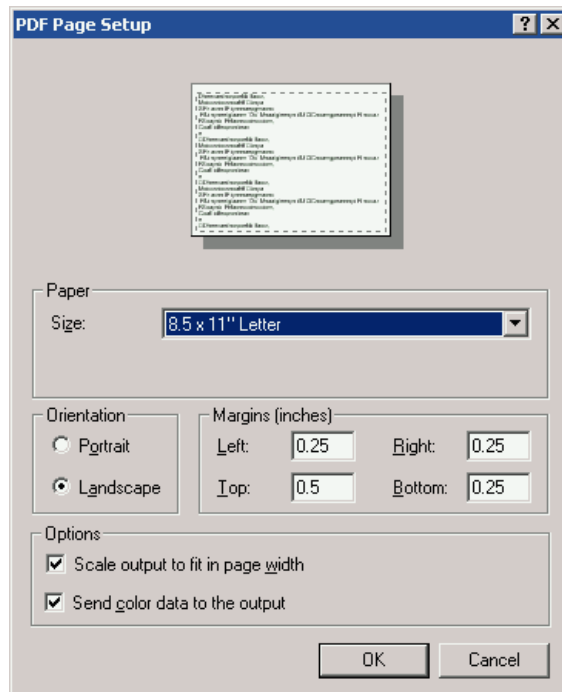 PDF Page Setup
Paper
Size: 8.5 x 11" Letter
Orientation
Portrait
Landscape
Margins (inches)
Left: 0.25 Right: 0.25
Top: 0.5 Bottom: 0.25
Options
Scale output to fit in page width
Send color data to the output
OK Cancel